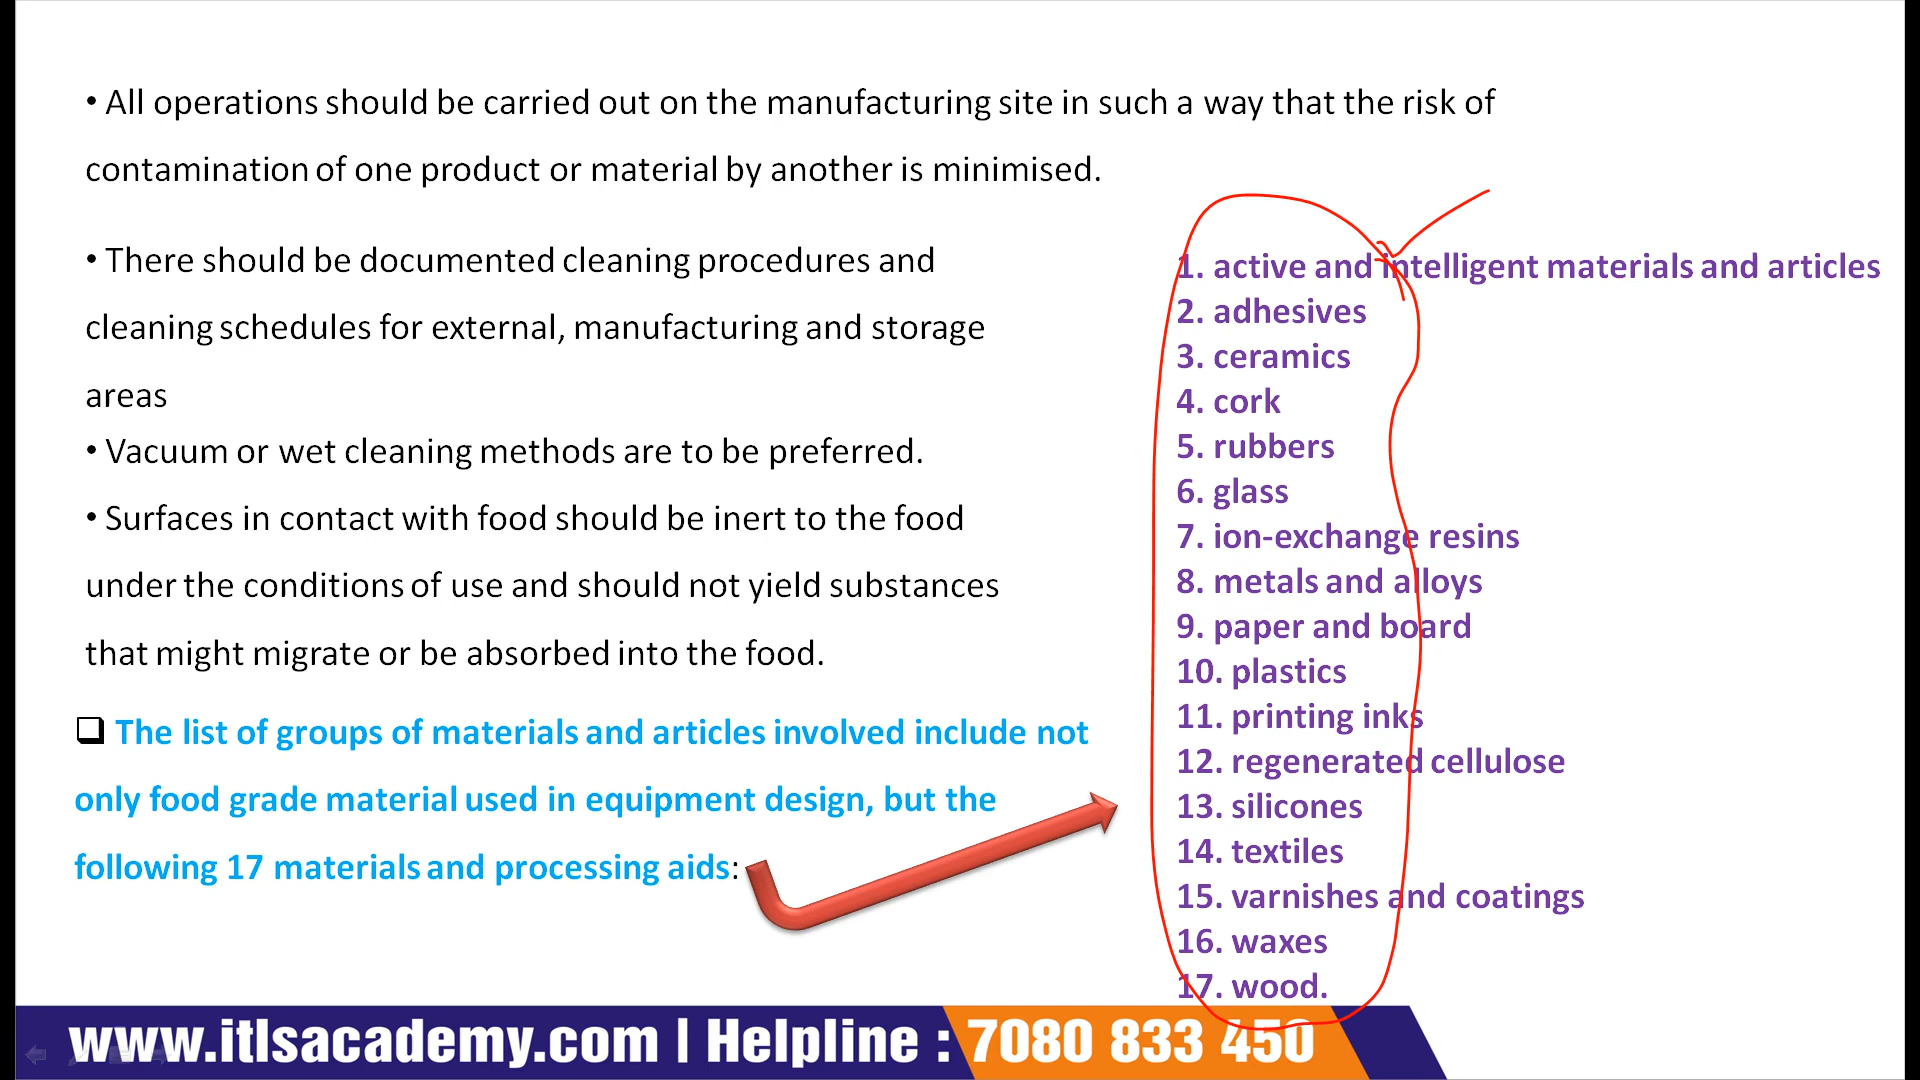 • All operations should be carried out on the manufacturing site in such a way that the risk of
contamination of one product or material by another is minimised.
• There should be documented cleaning procedures and
cleaning schedules for external, manufacturing and storage
areas
• Vacuum or wet cleaning methods are to be preferred.
• Surfaces in contact with food should be inert to the food
under the conditions of use and should not yield substances
that might migrate or be absorbed into the food.
The list of groups of materials and articles involved include not
only food grade material used in equipment design, but the
following 17 materials and processing aids:
1. active and intelligent materials and articles
2. adhesives
3. ceramics
4. cork
5. rubbers
6. glass
7. ion-exchange resins
8. metals and alloys
9. paper and board
10. plastics
11. printing inks
12. regenerated cellulose
13. silicones
14. textiles
15. varnishes and coatings
16. waxes
17. wood.
www.itlsacademy.com | Helpline : 7080 833 450